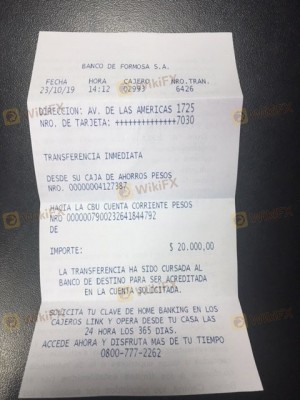 BANCO DE FORMOSA S.A.
FECHA HORA CAJERO NRO.TRAN.
23/10/19 14:12 02993 6426
DIRECCION: AV. DE LAS AMERICAS 1725
NRO. DE TARJETA: +++++++++++++++7030
TRANSFERENCIA INMEDIATA
DESDE SU CAJA DE AHORROS PESOS
NRO. 00000004127387
HACIA LA CBU CUENTA CORRIENTE PESOS
NRO 0000007900232641844792
DE
IMPORTE: $ 20.000,00
LA TRANSFERENCIA HA SIDO CURSADA AL
BANCO DE DESTINO PARA SER ACREDITADA
EN LA CUENTA SOLICITADA.
SOLICITA TU CLAVE DE HOME BANKING EN LOS
CAJEROS LINK Y OPERA DESDE TU CASA LAS
24 HORAS LOS 365 DIAS.
ACCEDE AHORA Y DISFRUTA MAS DE TU TIEMPO
0800-777-2262
WikiFX